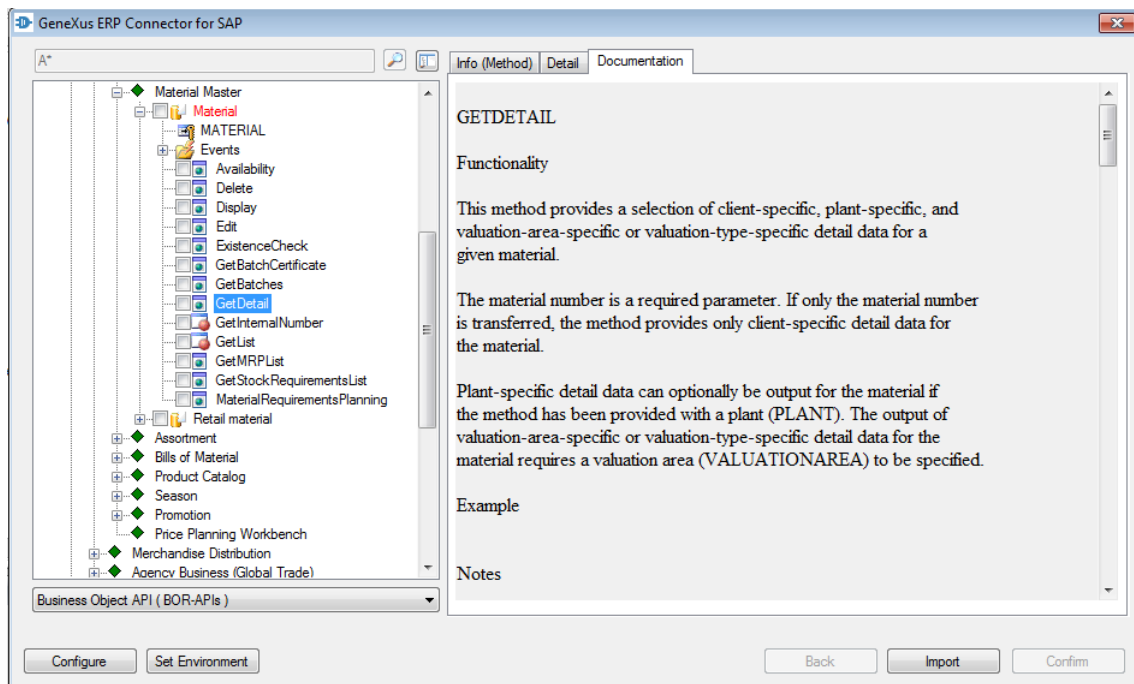 GeneXus ERP Connector for SAP
A*
Material Master
Material
MATERIAL
Events
Availability
Delete
Display
Edit
ExistenceCheck
GetBatchCertificate
GetBatches
GetDetail
GetInternalNumber
GetList
GetMRPList
GetStockRequirementsList
MaterialRequirementsPlanning
Retail material
Assortment
Bills of Material
Product Catalog
Season
Promotion
Price Planning Workbench
Merchandise Distribution
Agency Business (Global Trade)
Business Object API ( BOR-APIs )
Info (Method) Detail Documentation
GETDETAIL
Functionality
This method provides a selection of client-specific, plant-specific, and
valuation-area-specific or valuation-type-specific detail data for a
given material.
The material number is a required parameter. If only the material number
is transferred, the method provides only client-specific detail data for
the material.
Plant-specific detail data can optionally be output for the material if
the method has been provided with a plant (PLANT). The output of
valuation-area-specific or valuation-type-specific detail data for the
material requires a valuation area (VALUATIONAREA) to be specified.
Example
Notes
Configure Set Environment Back Import Confirm